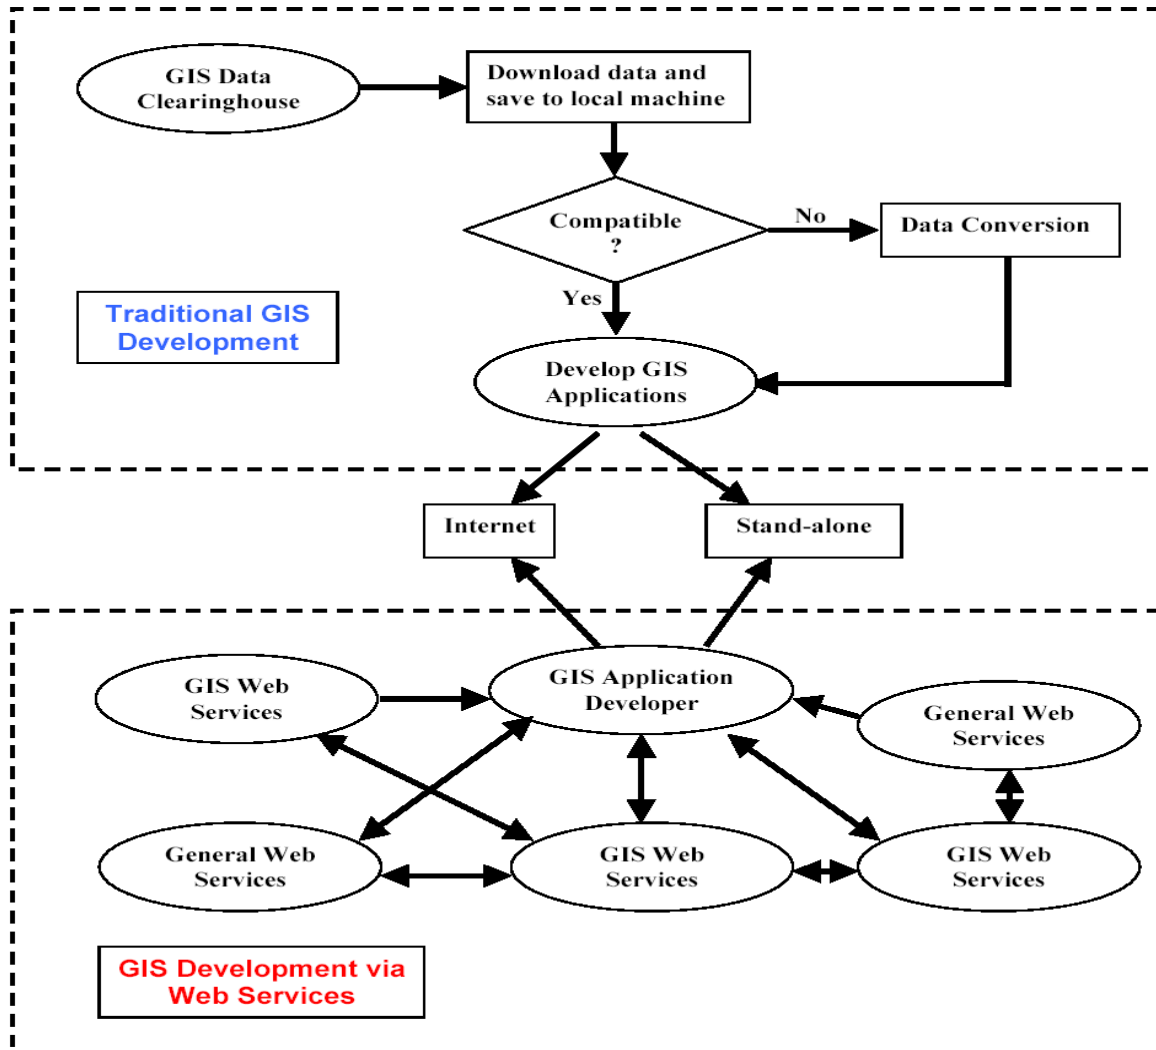 GIS Data
Clearinghouse
Download data and
save to local machine
Compatible
?
No
Data Conversion
Yes
Traditional GIS
Development
Develop GIS
Applications
Internet
Stand-alone
GIS Web
Services
GIS Application
Developer
General Web
Services
General Web
Services
GIS Web
Services
GIS Web
Services
GIS Development via
Web Services